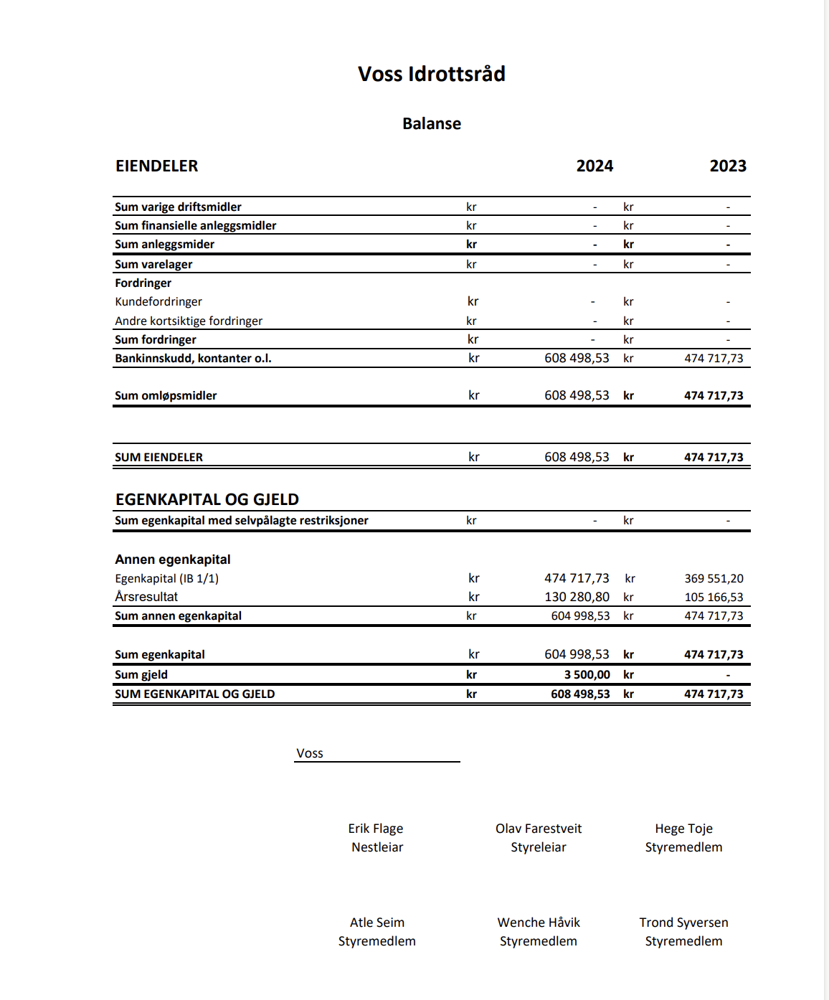 Voss Idrottsråd
Balanse
EIENDELER 2024 2023
Sum varige driftsmidler kr - kr -
Sum finansielle anleggsmidler kr - kr -
Sum anleggsmider kr - kr -
Sum varelager kr - kr -
Fordringer
Kundefordringer kr - kr -
Andre kortsiktige fordringer kr - kr -
Sum fordringer kr - kr -
Bankinnskudd, kontanter o.l. kr 608 498,53 kr 474 717,73
Sum omløpsmidler kr 608 498,53 kr 474 717,73
SUM EIENDELER kr 608 498,53 kr 474 717,73
EGENKAPITAL OG GJELD
Sum egenkapital med selvpålagte restriksjoner kr - kr -
Annen egenkapital
Egenkapital (IB 1/1) kr 474 717,73 kr 369 551,20
Årsresultat kr 130 280,80 kr 105 166,53
Sum annen egenkapital kr 604 998,53 kr 474 717,73
Sum egenkapital kr 604 998,53 kr 474 717,73
Sum gjeld kr 3 500,00 kr -
SUM EGENKAPITAL OG GJELD kr 608 498,53 kr 474 717,73
Voss
Erik Flage Olav Farestveit Hege Toje
Nestleiar Styreleiar Styremedlem
Atle Seim Wenche Håvik Trond Syversen
Styremedlem Styremedlem Styremedlem